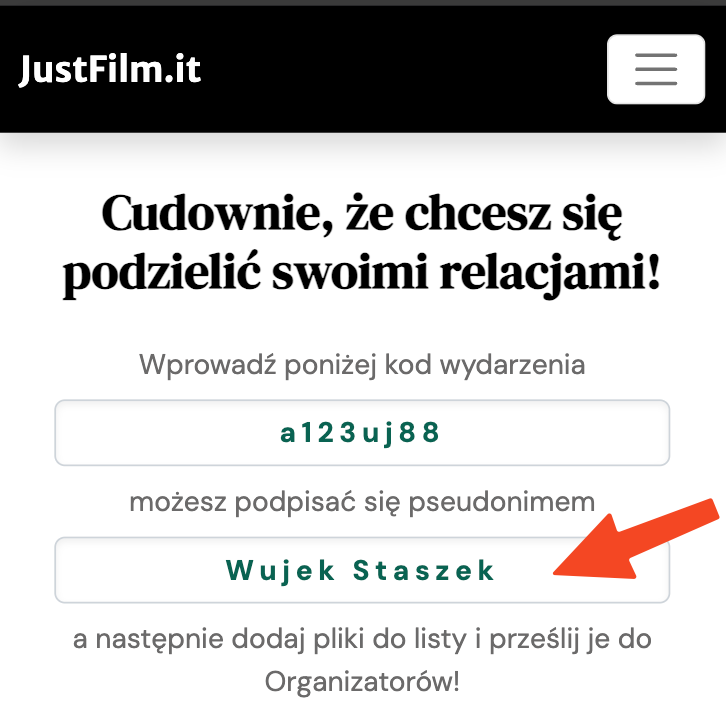 JustFilm.it
Cudownie, że chcesz się
podzielić swoimi relacjami!
Wprowadź poniżej kod wydarzenia
a123uj88
możesz podpisać się pseudonimem
Wujek Staszek
a następnie dodaj pliki do listy i prześlij je do
Organizatorów!